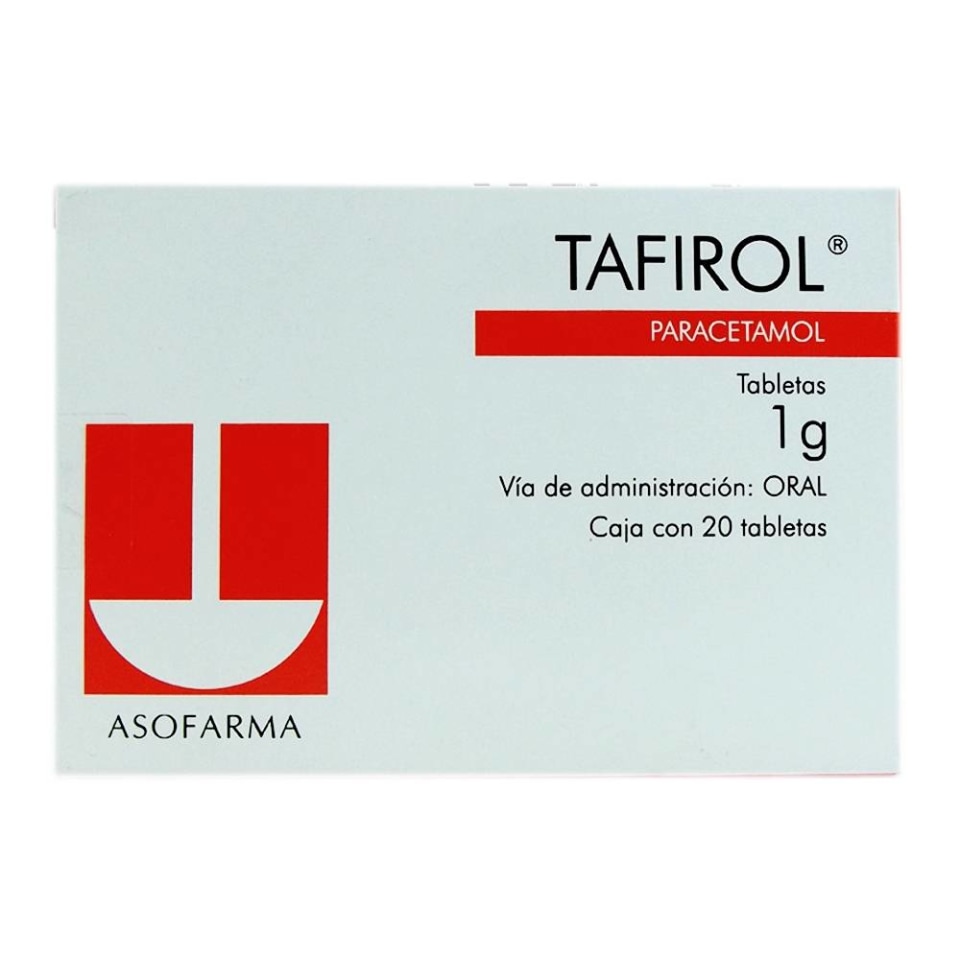 TAFIROL®
PARACETAMOL
Tabletas
1g
Vía de administración: ORAL
Caja con 20 tabletas
ASOFARMA